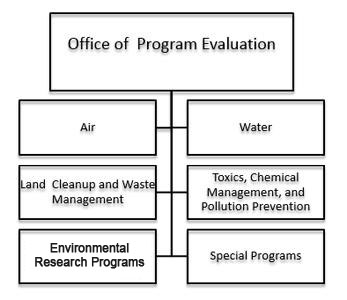 Office of Program Evaluation
Air
Water
Land Cleanup and Waste
Management
Toxics, Chemical
Management, and
Pollution Prevention
Environmental
Research Programs
Special Programs